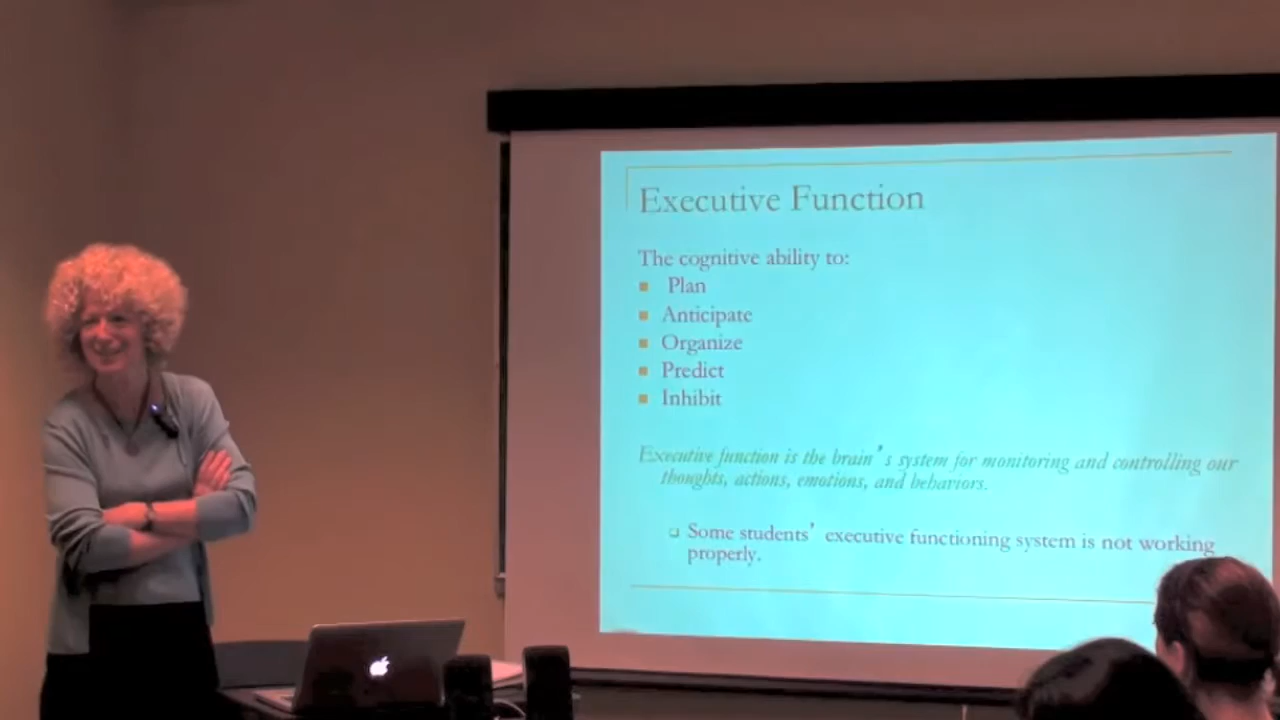 Executive Function
The cognitive ability to:
Plan
Anticipate
Organize
Predict
Inhibit
Executive function is the brain’s system for monitoring and controlling our
thoughts, actions, emotions, and behaviors.
Some students’ executive functioning system is not working
properly.